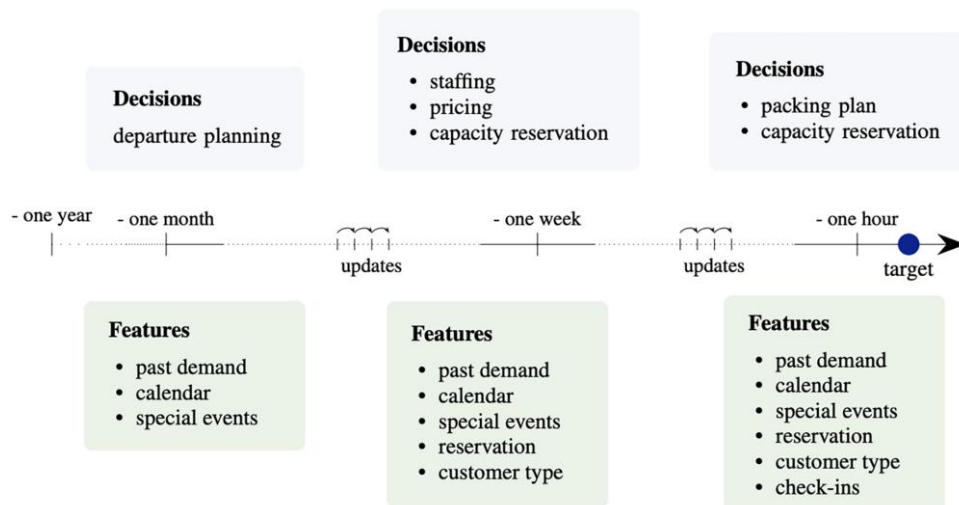 Decisions
departure planning
Decisions
• staffing
• pricing
• capacity reservation
Decisions
• packing plan
• capacity reservation
- one year
- one month
- one week
- one hour
updates
updates
target
Features
• past demand
• calendar
• special events
Features
• past demand
• calendar
• special events
• reservation
• customer type
Features
• past demand
• calendar
• special events
• reservation
• customer type
• check-ins